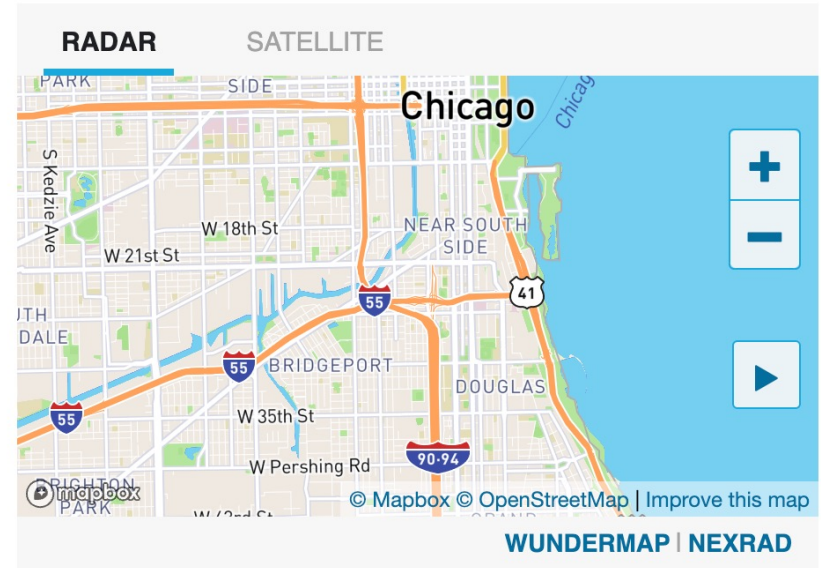 RADAR SATELLITE
PARK
SIDE
Chicago
Chicag
S Kedzie Ave
W 18th St
NEAR SOUTH
SIDE
W 21st St
55
41
UTH
DALE
55
BRIDGEPORT
DOUGLAS
55
W 35th St
90-94
W Pershing Rd
BRIGHTON
PARK
mapbox
© Mapbox © OpenStreetMap | Improve this map
WUNDERMAP | NEXRAD